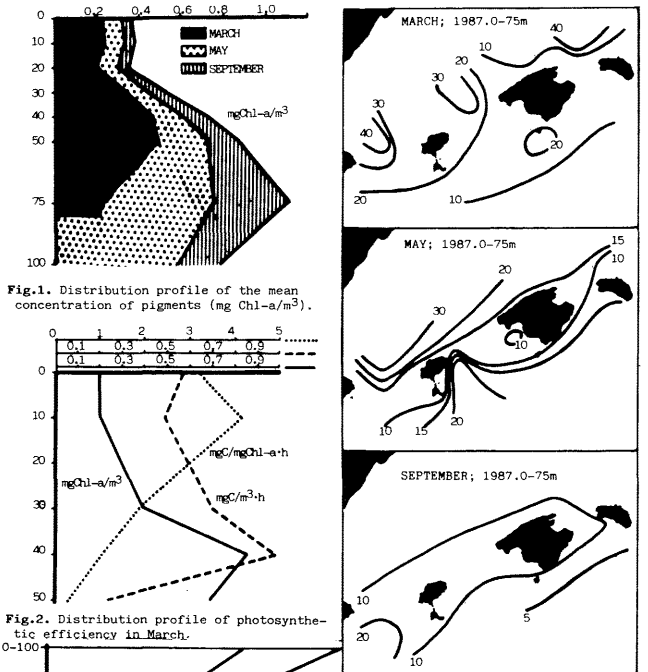 0.2 0.4 0.6 0.8 1.0
0
10
20
30
40
50
75
100
MARCH
MAY
SEPTEMBER
mgChl-a/m³
Fig.1. Distribution profile of the mean
concentration of pigments (mg Chl-a/m³).
0 1 2 3 4 5
0.1 0.3 0.5 0.7 0.9
0.1 0.3 0.5 0.7 0.9
0
10
20
30
40
50
mgC/mgChl-a·h
mgChl-a/m³
mgC/m³·h
Fig.2. Distribution profile of photosynthe-
tic efficiency in March.
0-100
MARCH; 1987.0-75m
40
10
20
30
30
40
20
20
10
MAY; 1987.0-75m
15
10
20
30
10
20
10
15
SEPTEMBER; 1987.0-75m
10
20
5
10